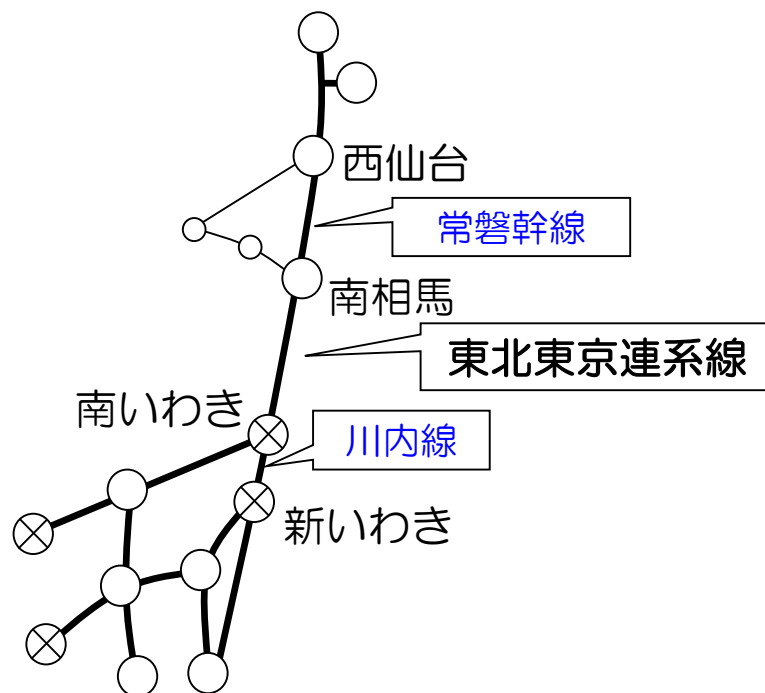 西仙台
常磐幹線
南相馬
東北東京連系線
南いわき
川内線
新いわき